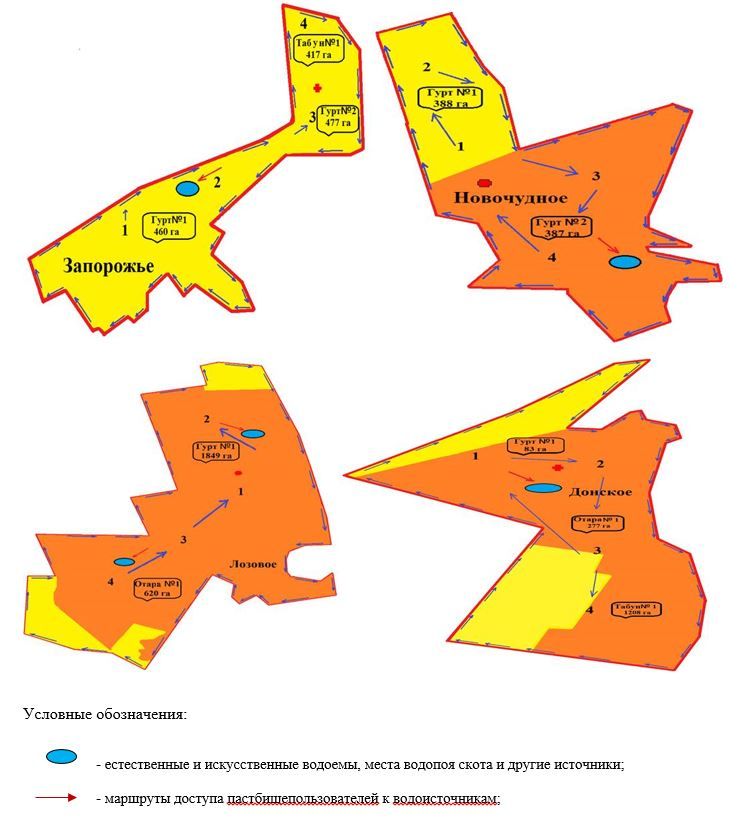 4
Табун№1
417 га
3
Гурт№2
477 га
2
1
Гурт№1
460 га
Запорожье
2
Гурт №1
388 га
1
3
Новочудное
Гурт № 2
387 га
4
2
Гурт №1
1849 га
1
3
4
Отара №1
620 га
Лозовое
Гурт №1
83 га
1
2
Донское
Отара№ 1
277 га
3
4
Табун№ 1
1208 га
Условные обозначения:
- естественные и искусственные водоемы, места водопоя скота и другие источники;
- маршруты доступа пастбищепользователей к водоисточникам;